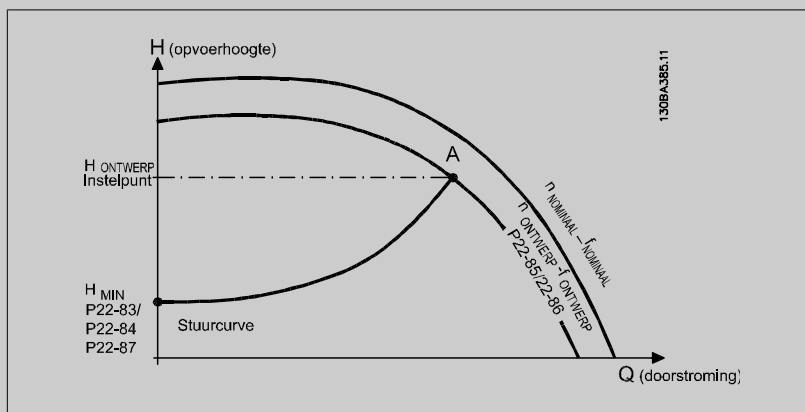 H (opvoerhoogte)
130BA385.11
A
H ONTWERP
Instelpunt
n NOMINAAL – f NOMINAAL
n ONTWERP -f ONTWERP
P22-85/22-86
H MIN
P22-83/
P22-84
P22-87
Stuurcurve
Q (doorstroming)